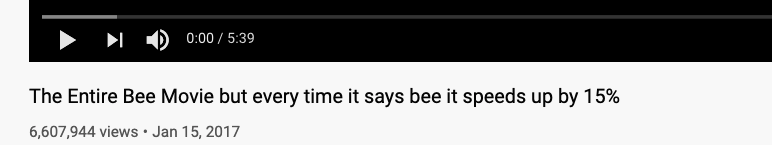 0:00 / 5:39
The Entire Bee Movie but every time it says bee it speeds up by 15%
6,607,944 views • Jan 15, 2017